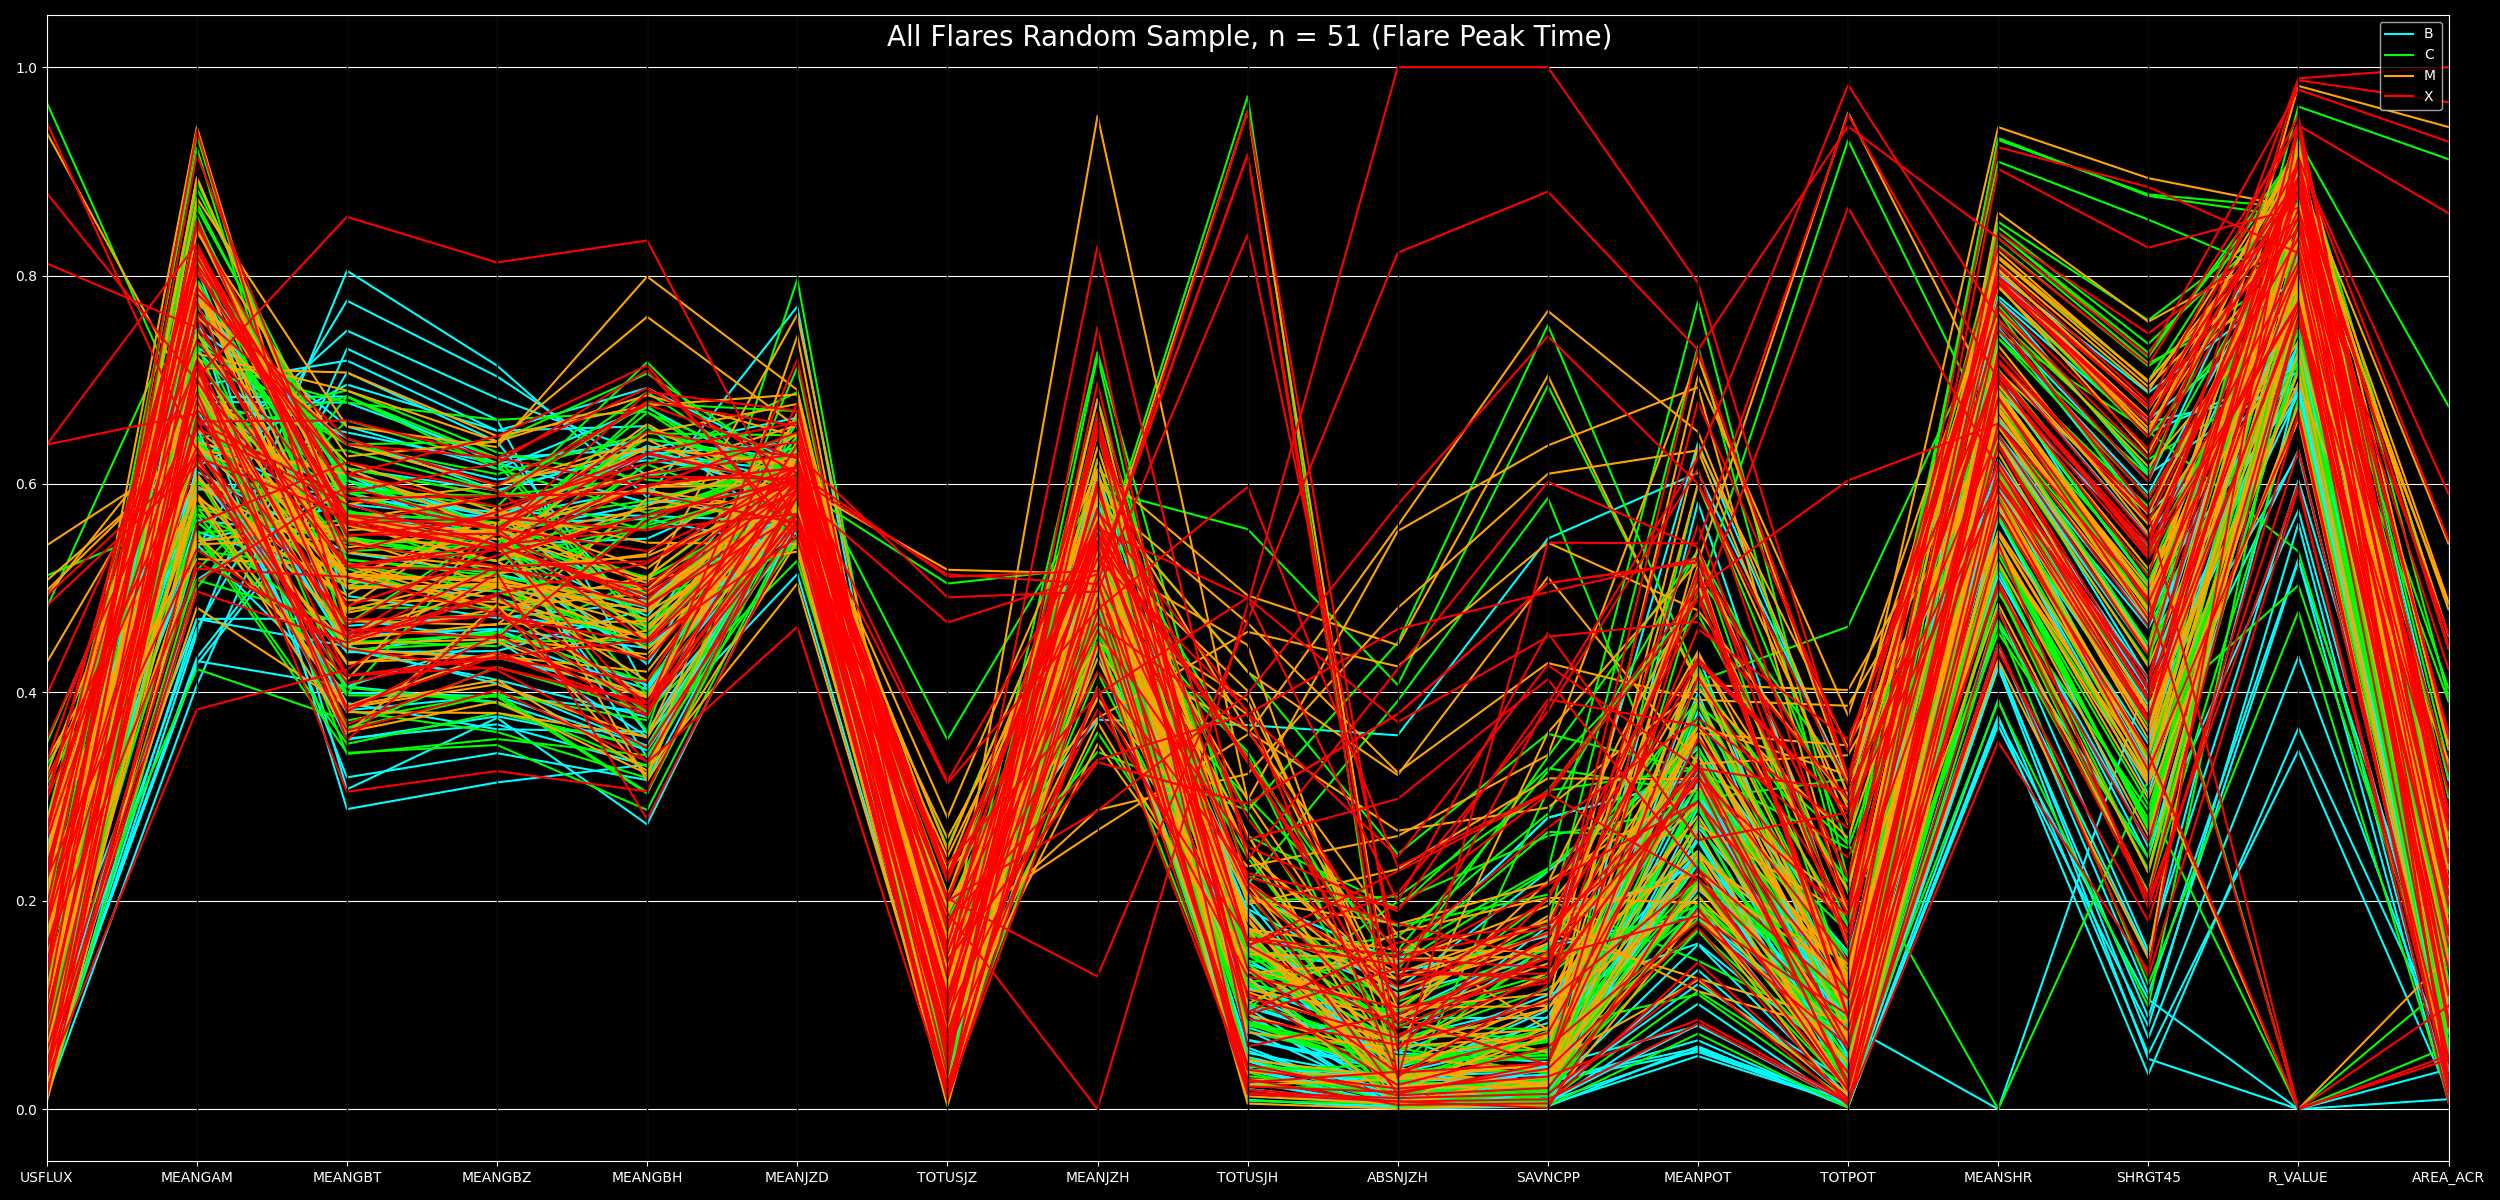 All Flares Random Sample, n = 51 (Flare Peak Time)
B
C
M
X
1.0
0.8
0.6
0.4
0.2
0.0
USFLUX MEANGAM MEANGBT MEANGBZ MEANGBH MEANJZD TOTUSJZ MEANJZH TOTUSJH ABSNJZH SAVNCPP MEANPOT TOTPOT MEANSHR SHRGT45 R_VALUE AREA_ACR